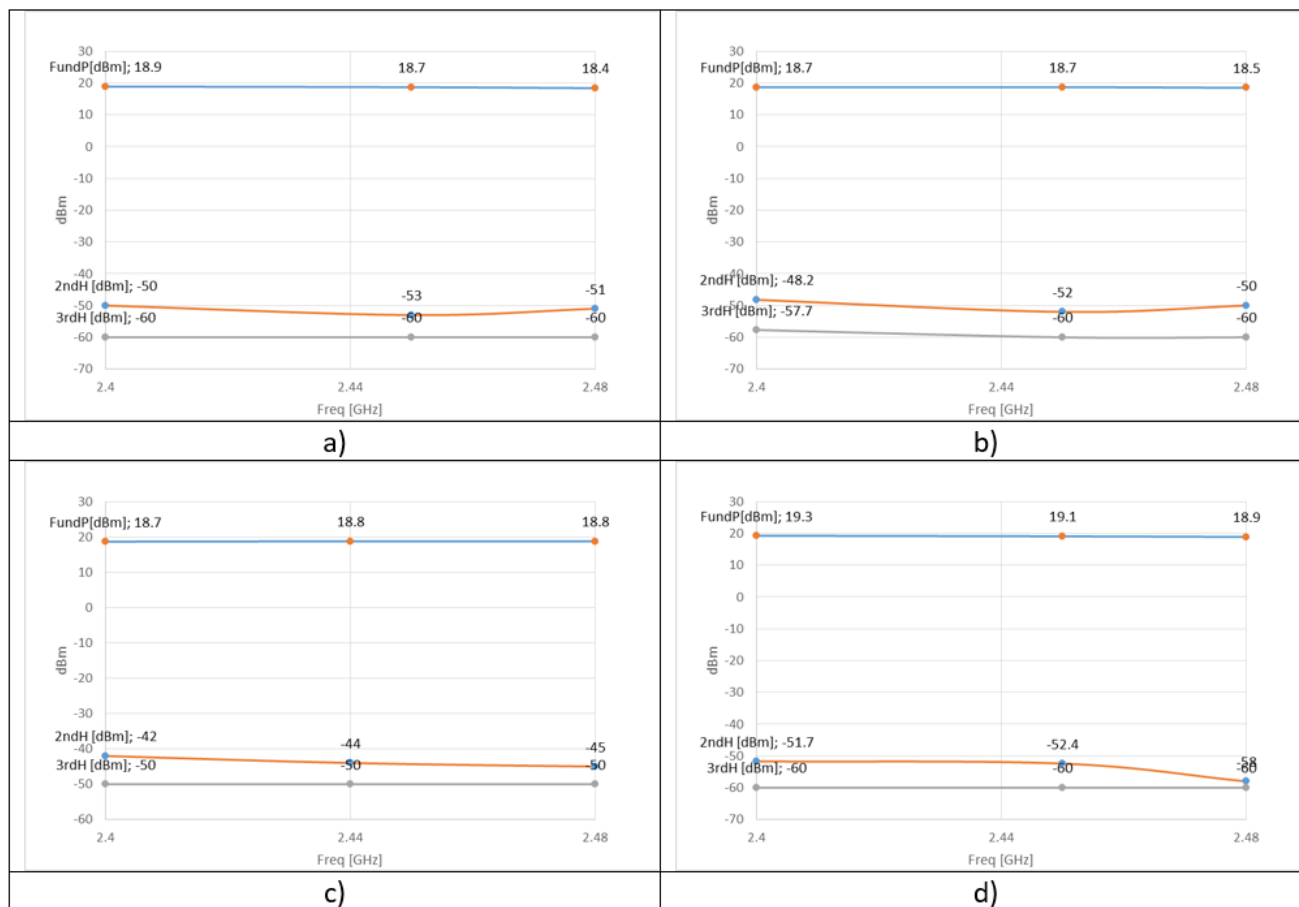 30
FundP[dBm]; 18.9 18.7 18.4
20
10
0
-10
dBm
-20
-30
-40
2ndH [dBm]; -50 -53 -51
-50
3rdH [dBm]; -60 -60 -60
-60
-70
2.4 2.44 2.48
Freq [GHz]
a)
30
FundP[dBm]; 18.7 18.7 18.5
20
10
0
-10
dBm
-20
-30
-40
2ndH [dBm]; -48.2 -52 -50
-50
3rdH [dBm]; -57.7 -60 -60
-60
-70
2.4 2.44 2.48
Freq [GHz]
b)
30
FundP[dBm]; 18.7 18.8 18.8
20
10
0
-10
dBm
-20
-30
2ndH [dBm]; -42 -44 -45
-40
3rdH [dBm]; -50 -50 -50
-50
-60
2.4 2.44 2.48
Freq [GHz]
c)
30
FundP[dBm]; 19.3 19.1 18.9
20
10
0
-10
dBm
-20
-30
-40
2ndH [dBm]; -51.7 -52.4 -58
-50
3rdH [dBm]; -60 -60 -60
-60
-70
2.4 2.44 2.48
Freq [GHz]
d)